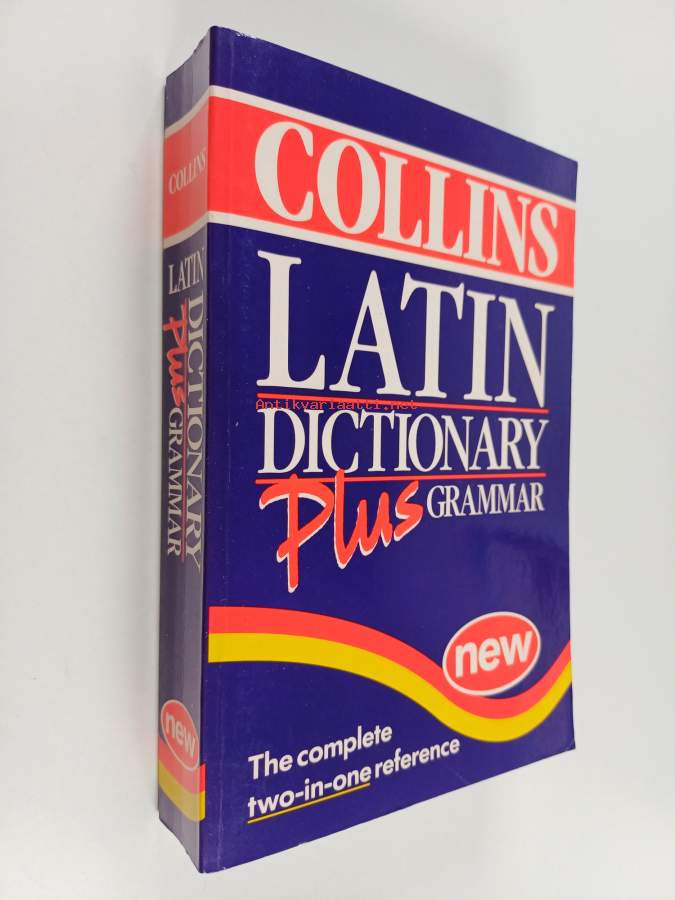 COLLINS
LATIN
DICTIONARY
Plus GRAMMAR
new
The complete
two-in-one reference
COLLINS
LATIN
DICTIONARY
Plus GRAMMAR
new
Antikvariaatti.net